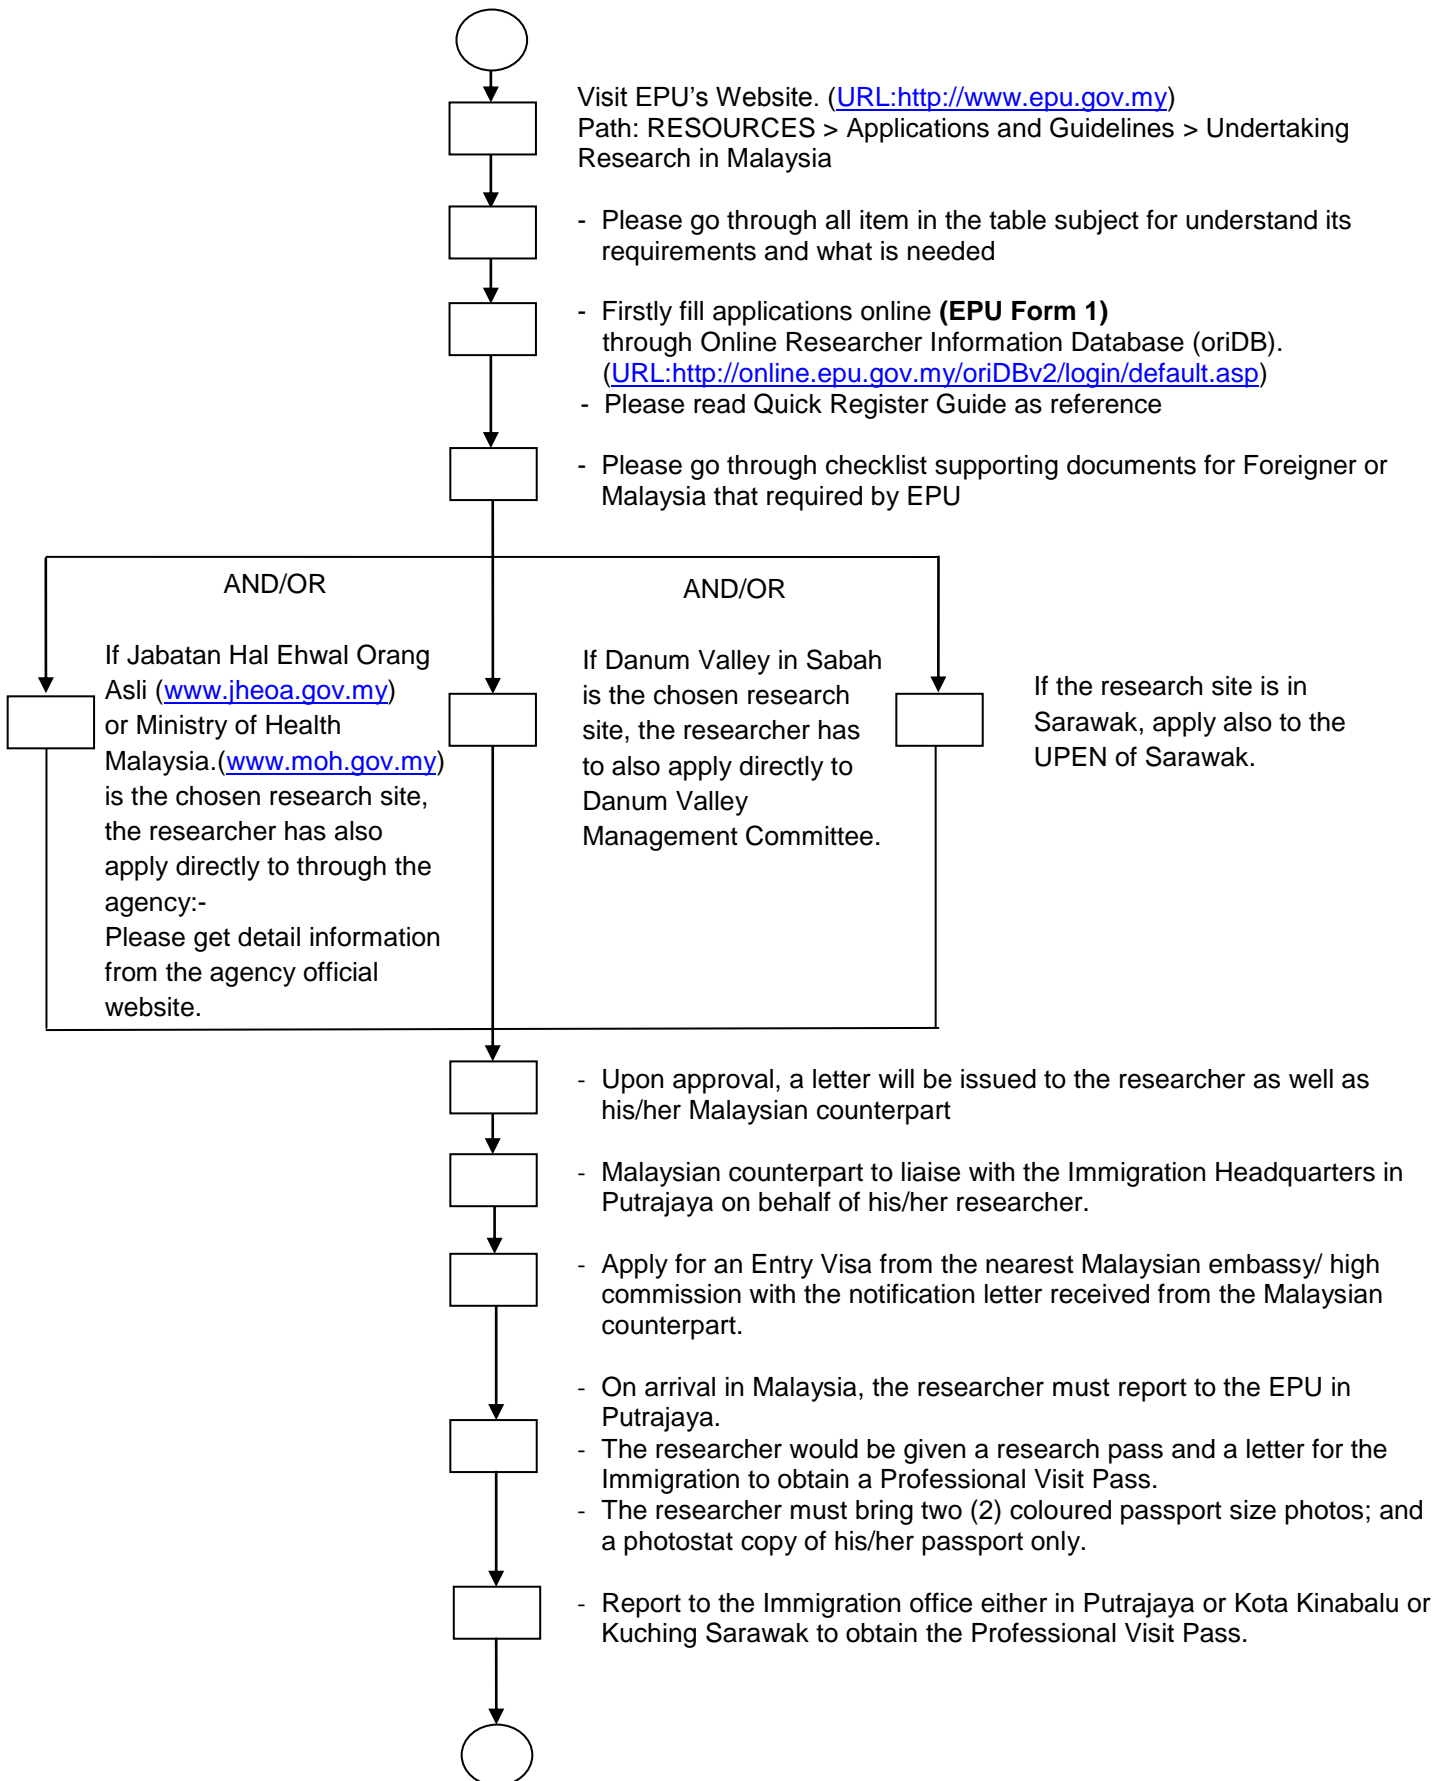 Visit EPU’s Website. (URL:http://www.epu.gov.my)
Path: RESOURCES > Applications and Guidelines > Undertaking
Research in Malaysia
- Please go through all item in the table subject for understand its
requirements and what is needed
- Firstly fill applications online (EPU Form 1)
through Online Researcher Information Database (oriDB).
(URL:http://online.epu.gov.my/oriDBv2/login/default.asp)
- Please read Quick Register Guide as reference
- Please go through checklist supporting documents for Foreigner or
Malaysia that required by EPU
AND/OR
AND/OR
If Jabatan Hal Ehwal Orang
Asli (www.jheoa.gov.my)
or Ministry of Health
Malaysia.(www.moh.gov.my)
is the chosen research site,
the researcher has also
apply directly to through the
agency:-
Please get detail information
from the agency official
website.
If Danum Valley in Sabah
is the chosen research
site, the researcher has
to also apply directly to
Danum Valley
Management Committee.
If the research site is in
Sarawak, apply also to the
UPEN of Sarawak.
- Upon approval, a letter will be issued to the researcher as well as
his/her Malaysian counterpart
- Malaysian counterpart to liaise with the Immigration Headquarters in
Putrajaya on behalf of his/her researcher.
- Apply for an Entry Visa from the nearest Malaysian embassy/ high
commission with the notification letter received from the Malaysian
counterpart.
- On arrival in Malaysia, the researcher must report to the EPU in
Putrajaya.
- The researcher would be given a research pass and a letter for the
Immigration to obtain a Professional Visit Pass.
- The researcher must bring two (2) coloured passport size photos; and
a photostat copy of his/her passport only.
- Report to the Immigration office either in Putrajaya or Kota Kinabalu or
Kuching Sarawak to obtain the Professional Visit Pass.